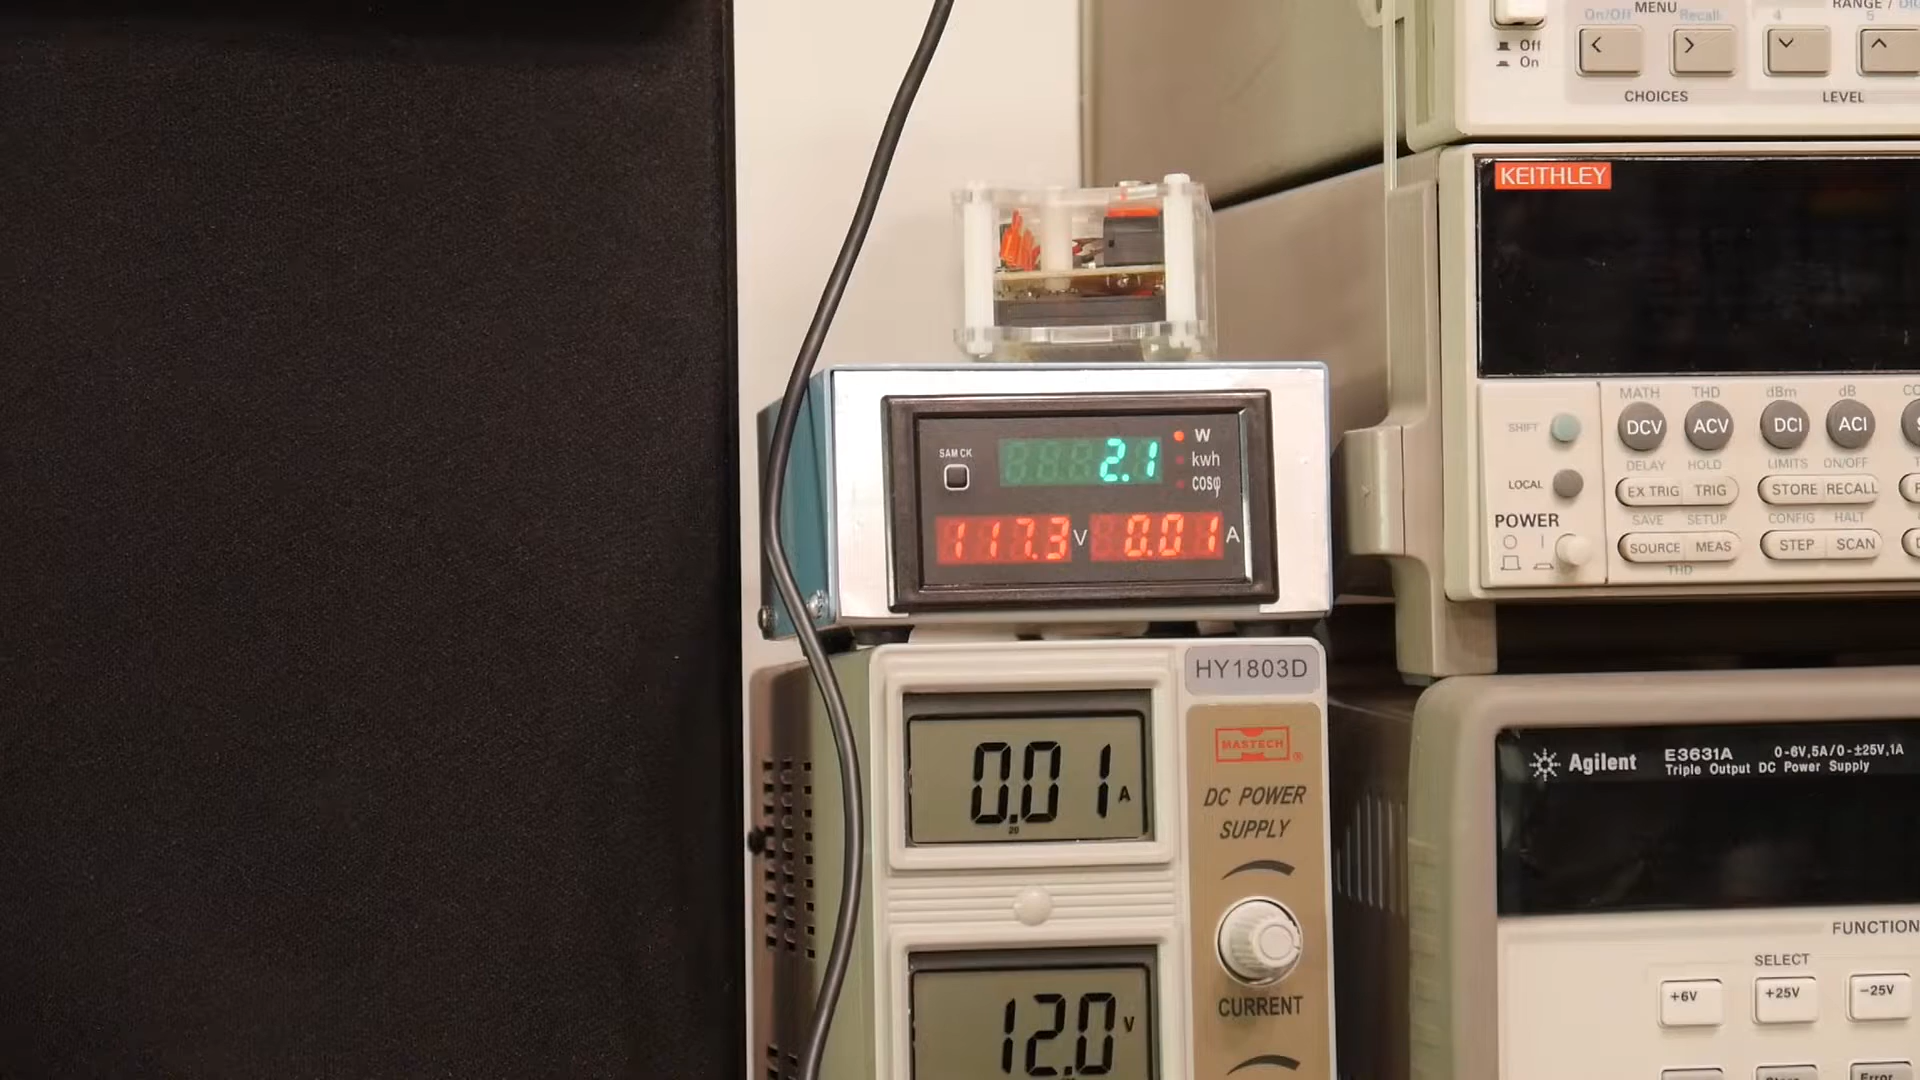 MENU
RANGE /
On/Off
Recall
4
5
Off
On
CHOICES
LEVEL
KEITHLEY
MATH
THD
dBm
dB
SHIFT
DCV
ACV
DCI
ACI
DELAY
HOLD
LIMITS
ON/OFF
LOCAL
EX TRIG
TRIG
STORE
RECALL
POWER
SAVE
SETUP
CONFIG
HALT
SOURCE
MEAS
STEP
SCAN
THD
SAM CK
2.1
W
kwh
cosφ
117.3 V
0.01 A
HY1803D
MASTECH®
0.01 A
20
DC POWER
SUPPLY
12.0 V
CURRENT
Agilent
E3631A
Triple Output DC Power Supply
0-6V,5A/0-±25V,1A
FUNCTION
SELECT
+6V
+25V
-25V
Error